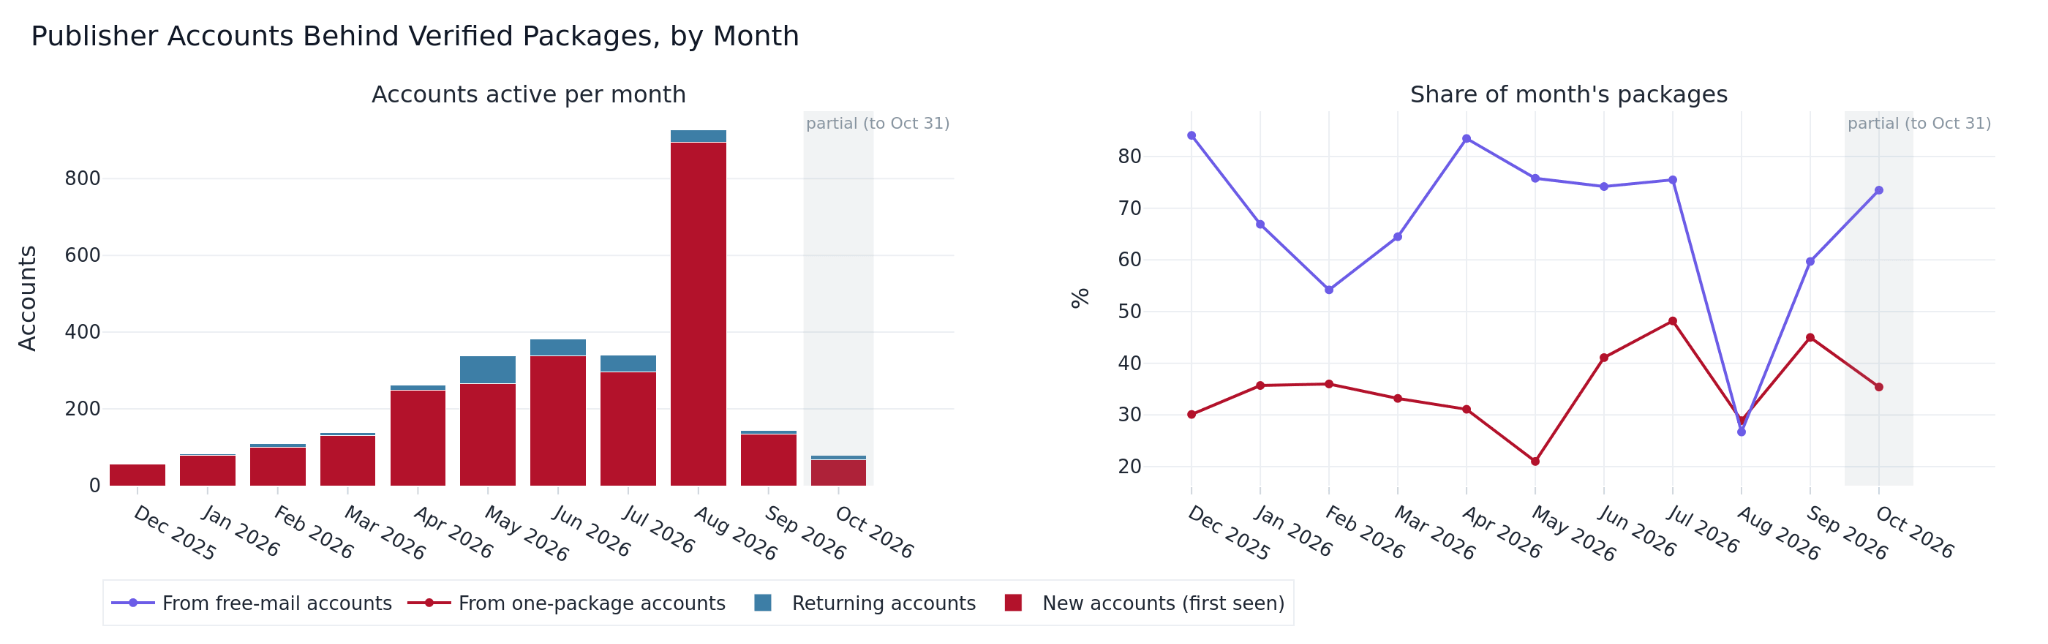 Publisher Accounts Behind Verified Packages, by Month
Accounts active per month
partial (to Oct 31)
Accounts
800
600
400
200
0
Dec 2025
Jan 2026
Feb 2026
Mar 2026
Apr 2026
May 2026
Jun 2026
Jul 2026
Aug 2026
Sep 2026
Oct 2026
Share of month's packages
partial (to Oct 31)
%
80
70
60
50
40
30
20
Dec 2025
Jan 2026
Feb 2026
Mar 2026
Apr 2026
May 2026
Jun 2026
Jul 2026
Aug 2026
Sep 2026
Oct 2026
From free-mail accounts
From one-package accounts
Returning accounts
New accounts (first seen)